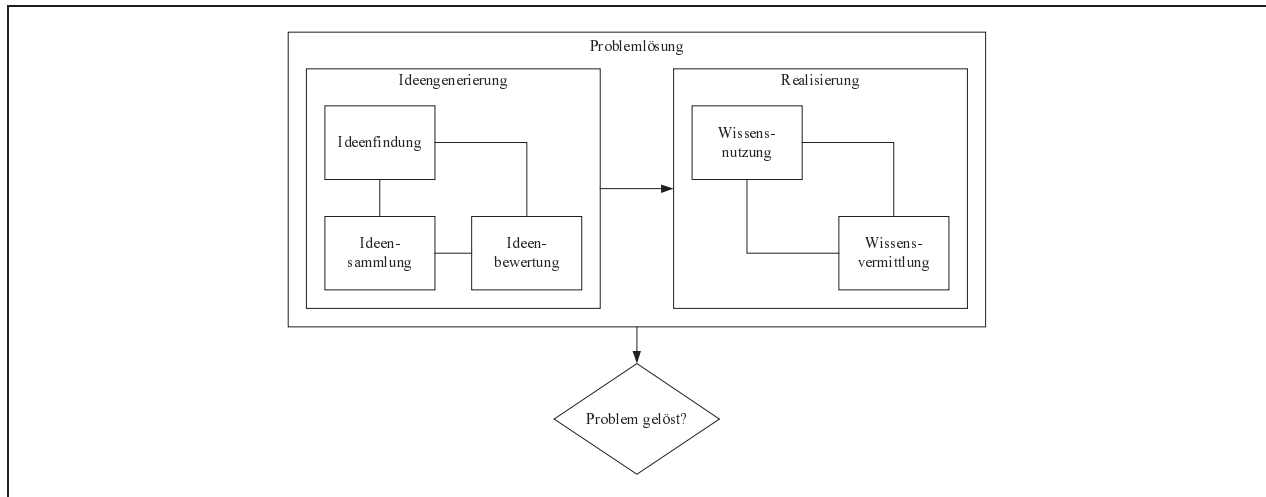 Problemlösung
Ideengenerierung
Ideenfindung
Ideen-
sammlung
Ideen-
bewertung
Realisierung
Wissens-
nutzung
Wissens-
vermittlung
Problem gelöst?